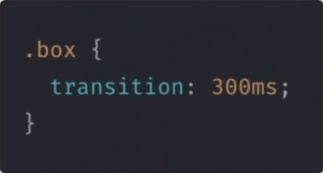 .box {
  transition: 300ms;
}